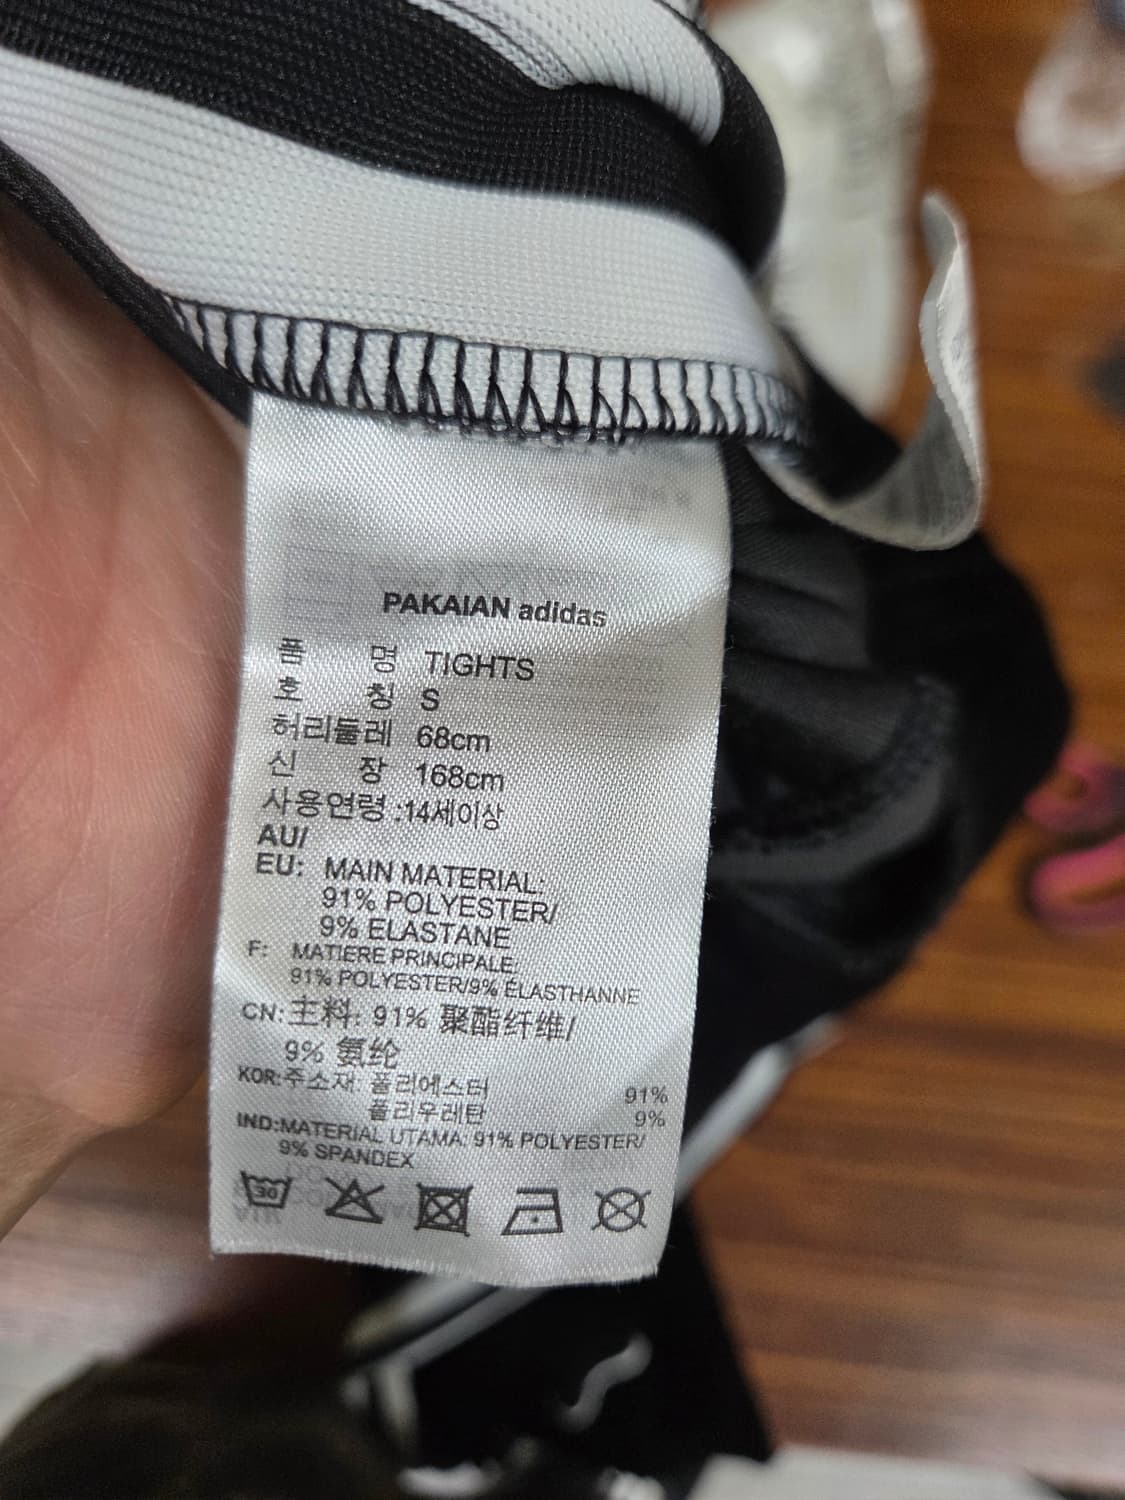 PAKAIAN adidas
품 명 TIGHTS
호 칭 S
허리둘레 68cm
신 장 168cm
사용연령 :14세이상
AU/
EU: MAIN MATERIAL:
91% POLYESTER/
9% ELASTANE
F: MATIERE PRINCIPALE:
91% POLYESTER/9% ÉLASTHANNE
CN: 主料: 91% 聚酯纤维/
9% 氨纶
KOR: 주소재: 폴리에스터 91%
폴리우레탄 9%
IND:MATERIAL UTAMA: 91% POLYESTER/
9% SPANDEX
30